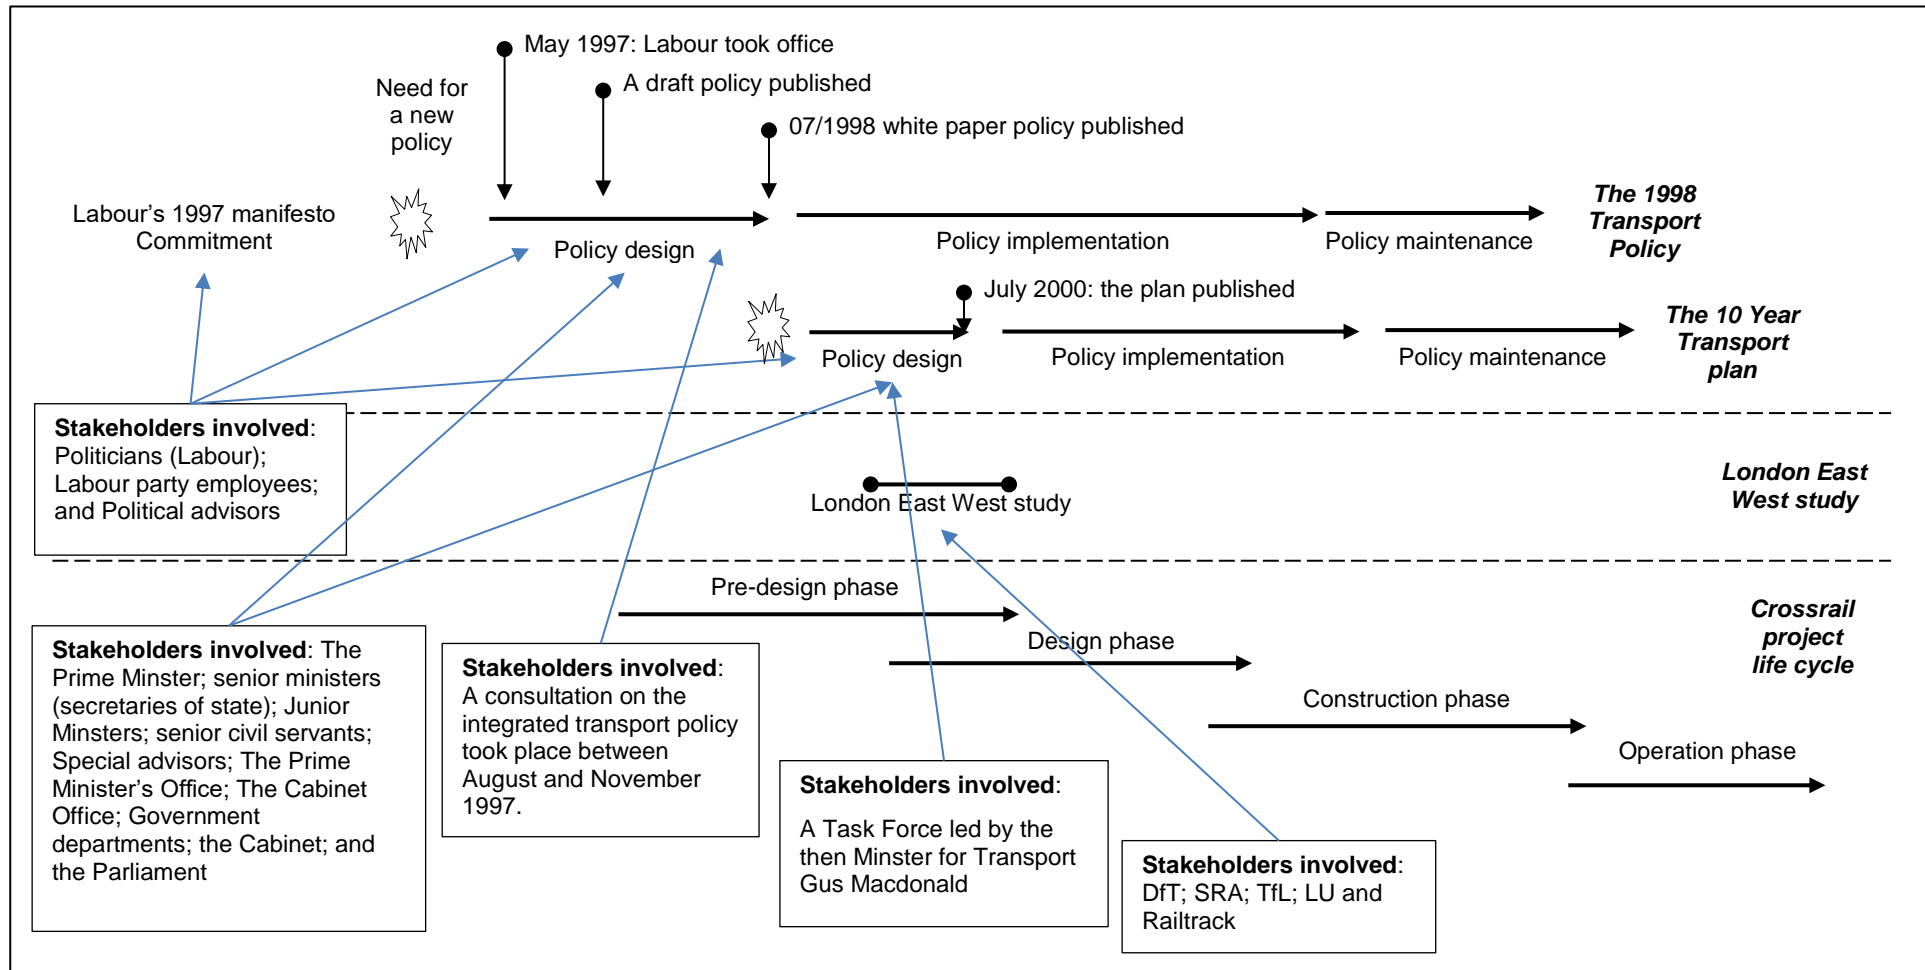 May 1997: Labour took office
Need for
a new
policy
A draft policy published
07/1998 white paper policy published
Labour’s 1997 manifesto
Commitment
Policy design
Policy implementation
Policy maintenance
The 1998
Transport
Policy
July 2000: the plan published
Policy design
Policy implementation
Policy maintenance
The 10 Year
Transport
plan
Stakeholders involved:
Politicians (Labour);
Labour party employees;
and Political advisors
London East West study
London East
West study
Pre-design phase
Design phase
Construction phase
Operation phase
Crossrail
project
life cycle
Stakeholders involved: The
Prime Minster; senior ministers
(secretaries of state); Junior
Minsters; senior civil servants;
Special advisors; The Prime
Minister’s Office; The Cabinet
Office; Government
departments; the Cabinet; and
the Parliament
Stakeholders involved:
A consultation on the
integrated transport policy
took place between
August and November
1997.
Stakeholders involved:
A Task Force led by the
then Minster for Transport
Gus Macdonald
Stakeholders involved:
DfT; SRA; TfL; LU and
Railtrack